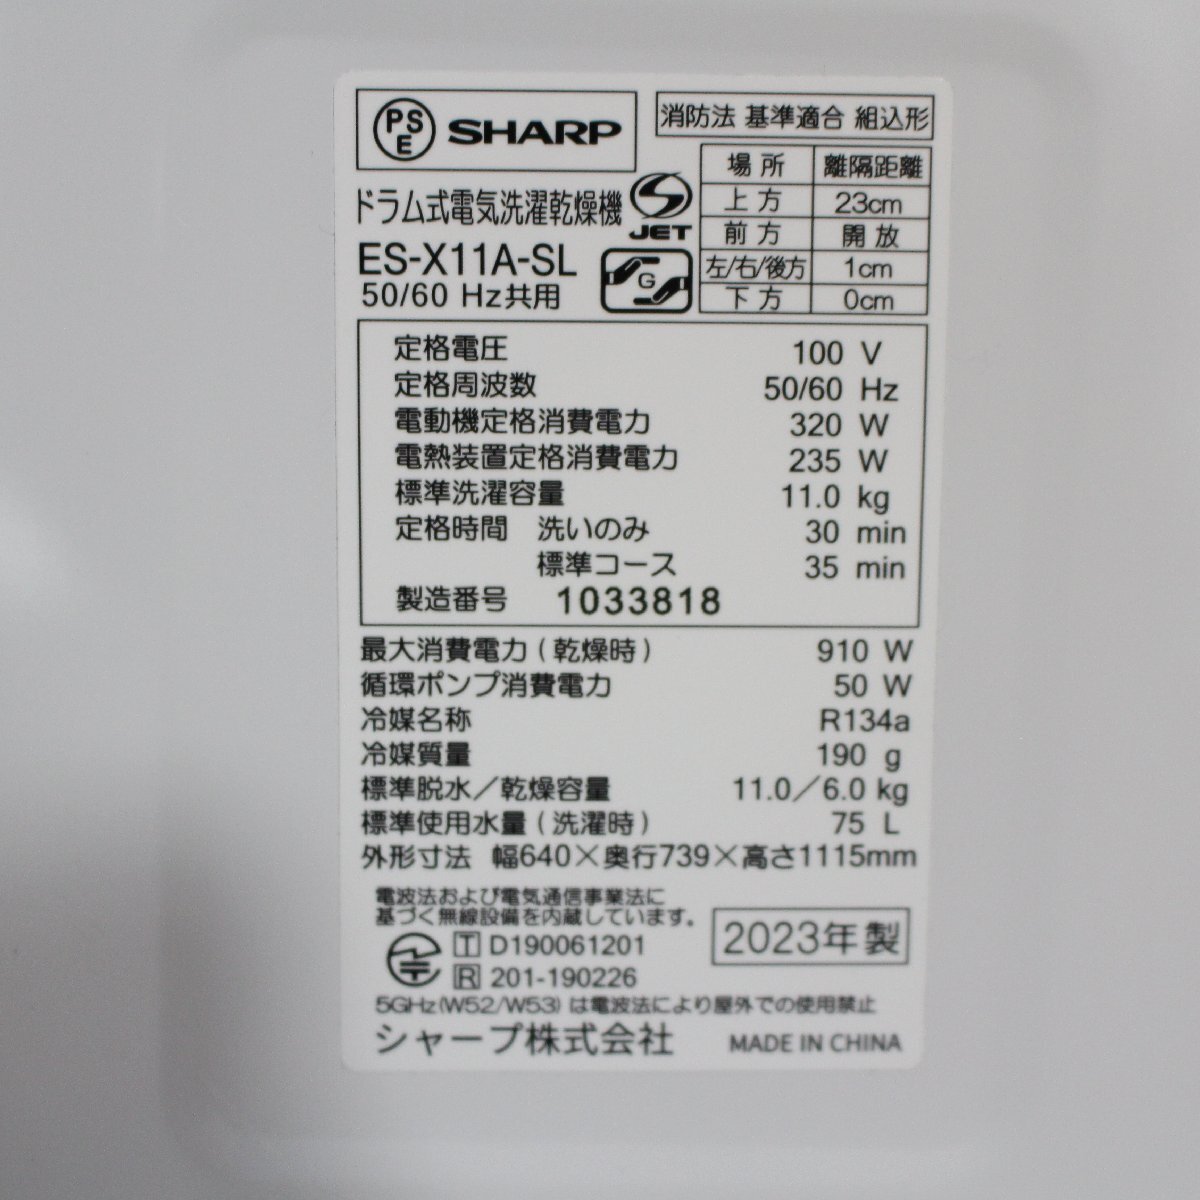 PSE SHARP
消防法 基準適合 組込形
ドラム式電気洗濯乾燥機
ES-X11A-SL
50/60 Hz共用
JET
G
場所 離隔距離
上方 23cm
前方 開放
左/右/後方 1cm
下方 0cm
定格電圧 100 V
定格周波数 50/60 Hz
電動機定格消費電力 320 W
電熱装置定格消費電力 235 W
標準洗濯容量 11.0 kg
定格時間 洗いのみ 30 min
標準コース 35 min
製造番号 1033818
最大消費電力(乾燥時) 910 W
循環ポンプ消費電力 50 W
冷媒名称 R134a
冷媒質量 190 g
標準脱水/乾燥容量 11.0/6.0 kg
標準使用水量(洗濯時) 75 L
外形寸法 幅640×奥行739×高さ1115mm
電波法および電気通信事業法に
基づく無線設備を内蔵しています。
T D190061201
R 201-190226
2023年製
5GHz(W52/W53)は電波法により屋外での使用禁止
シャープ株式会社 MADE IN CHINA